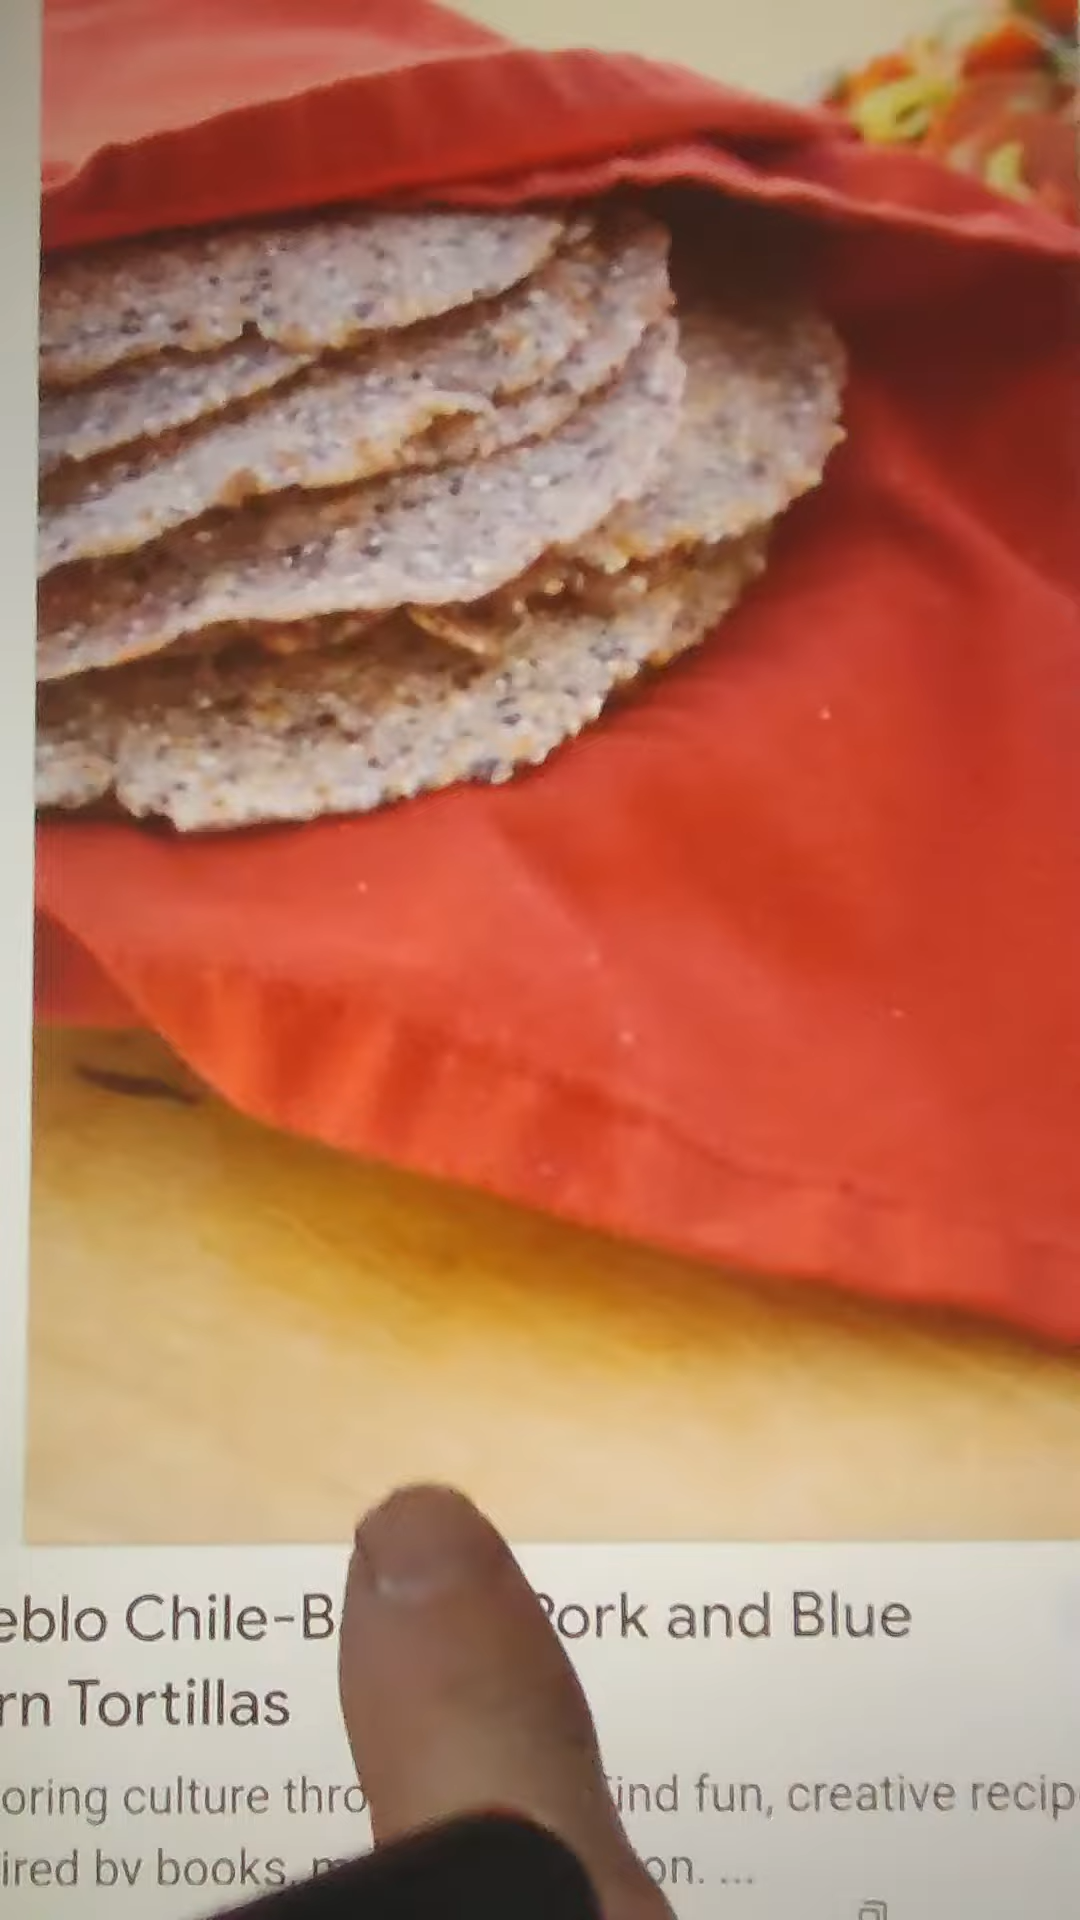 eblo Chile-B ork and Blue
rn Tortillas
oring culture thro ind fun, creative recip
ired by books, on. ...